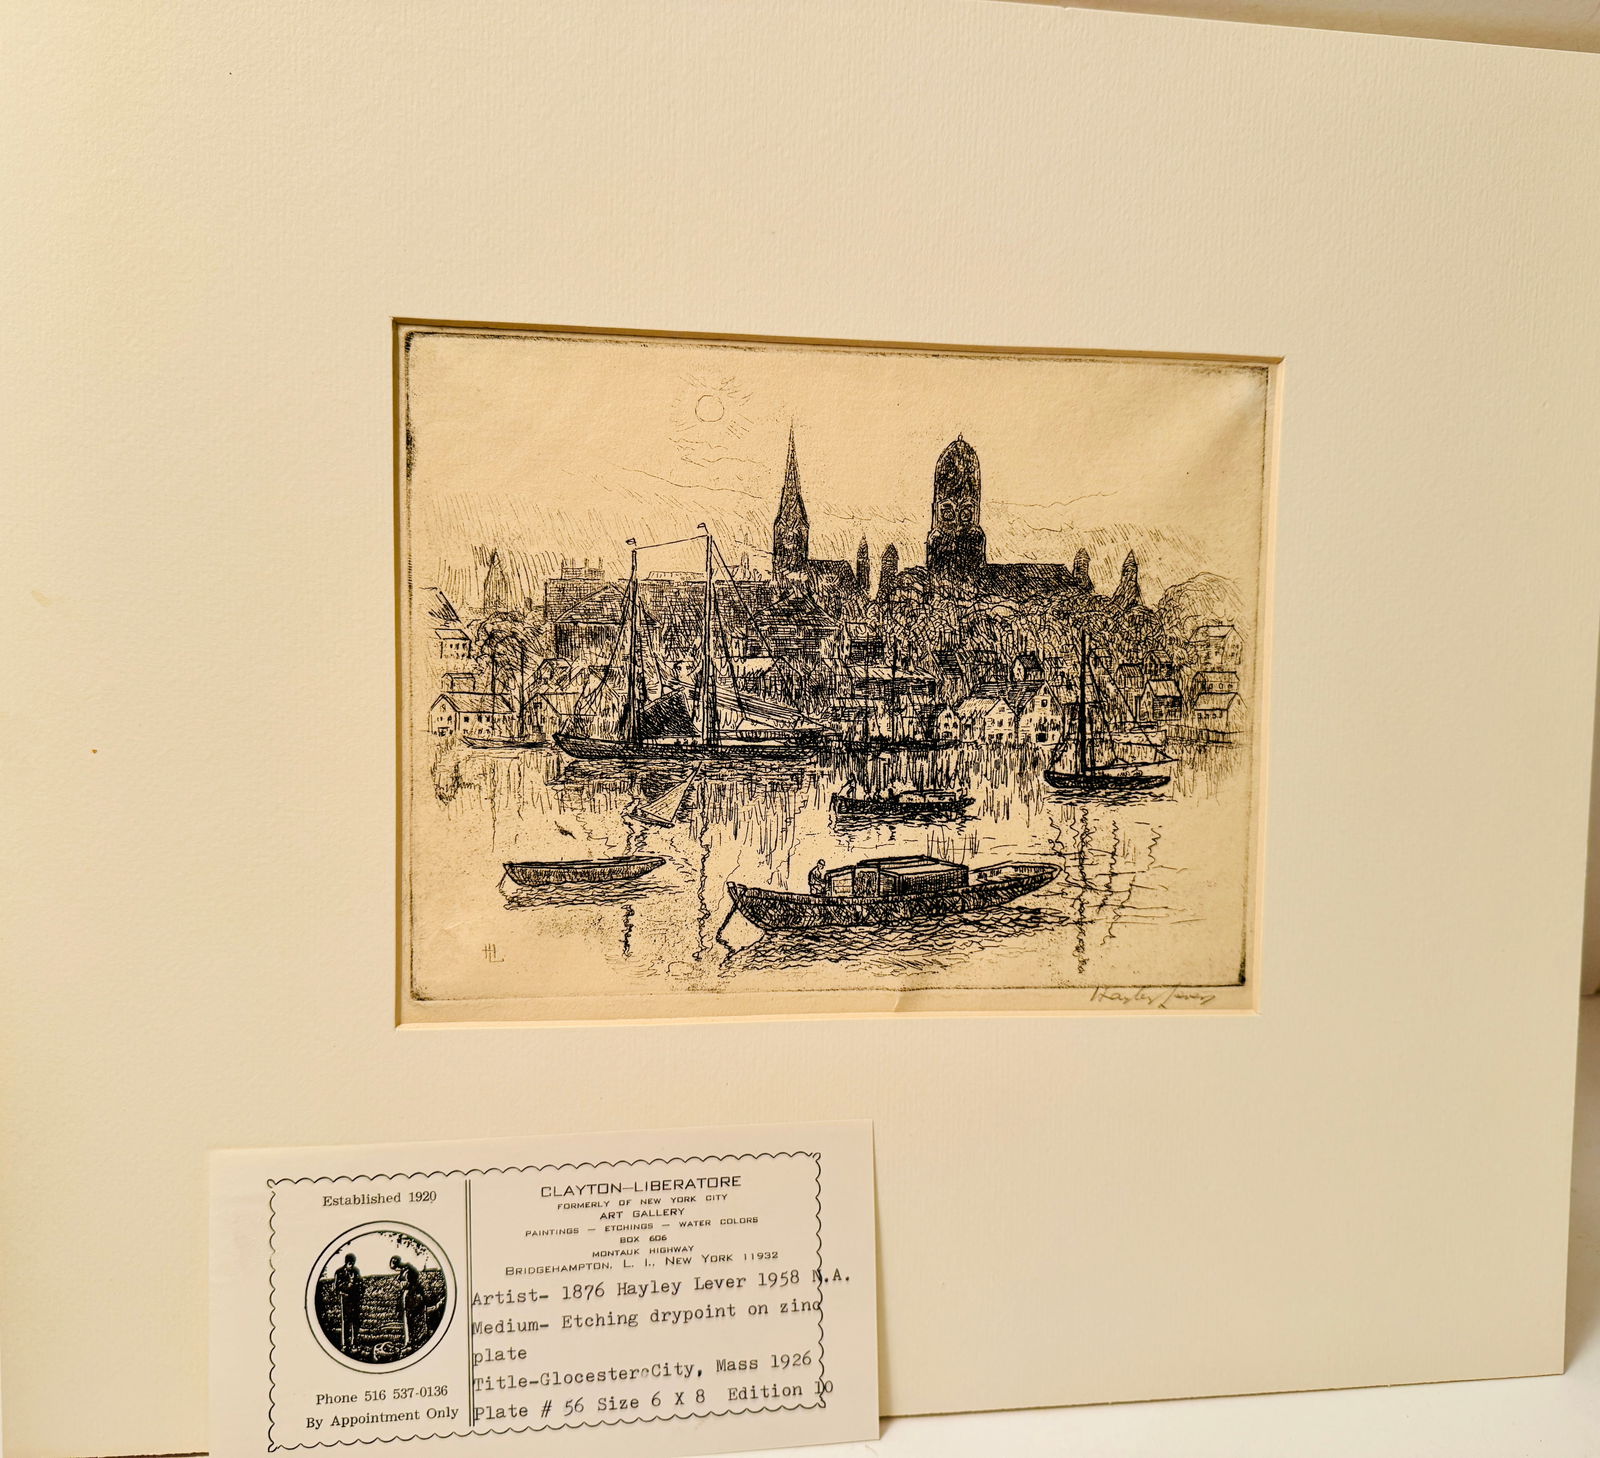 HL
Hayley Lever
Established 1920
Phone 516 537-0136
By Appointment Only
CLAYTON—LIBERATORE
FORMERLY OF NEW YORK CITY
ART GALLERY
PAINTINGS — ETCHINGS — WATER COLORS
BOX 606
MONTAUK HIGHWAY
BRIDGEHAMPTON, L. I., NEW YORK 11932
Artist- 1876 Hayley Lever 1958 N.A.
Medium- Etching drypoint on zinc
plate
Title-Glocester City, Mass 1926
Plate # 56 Size 6 X 8 Edition 10